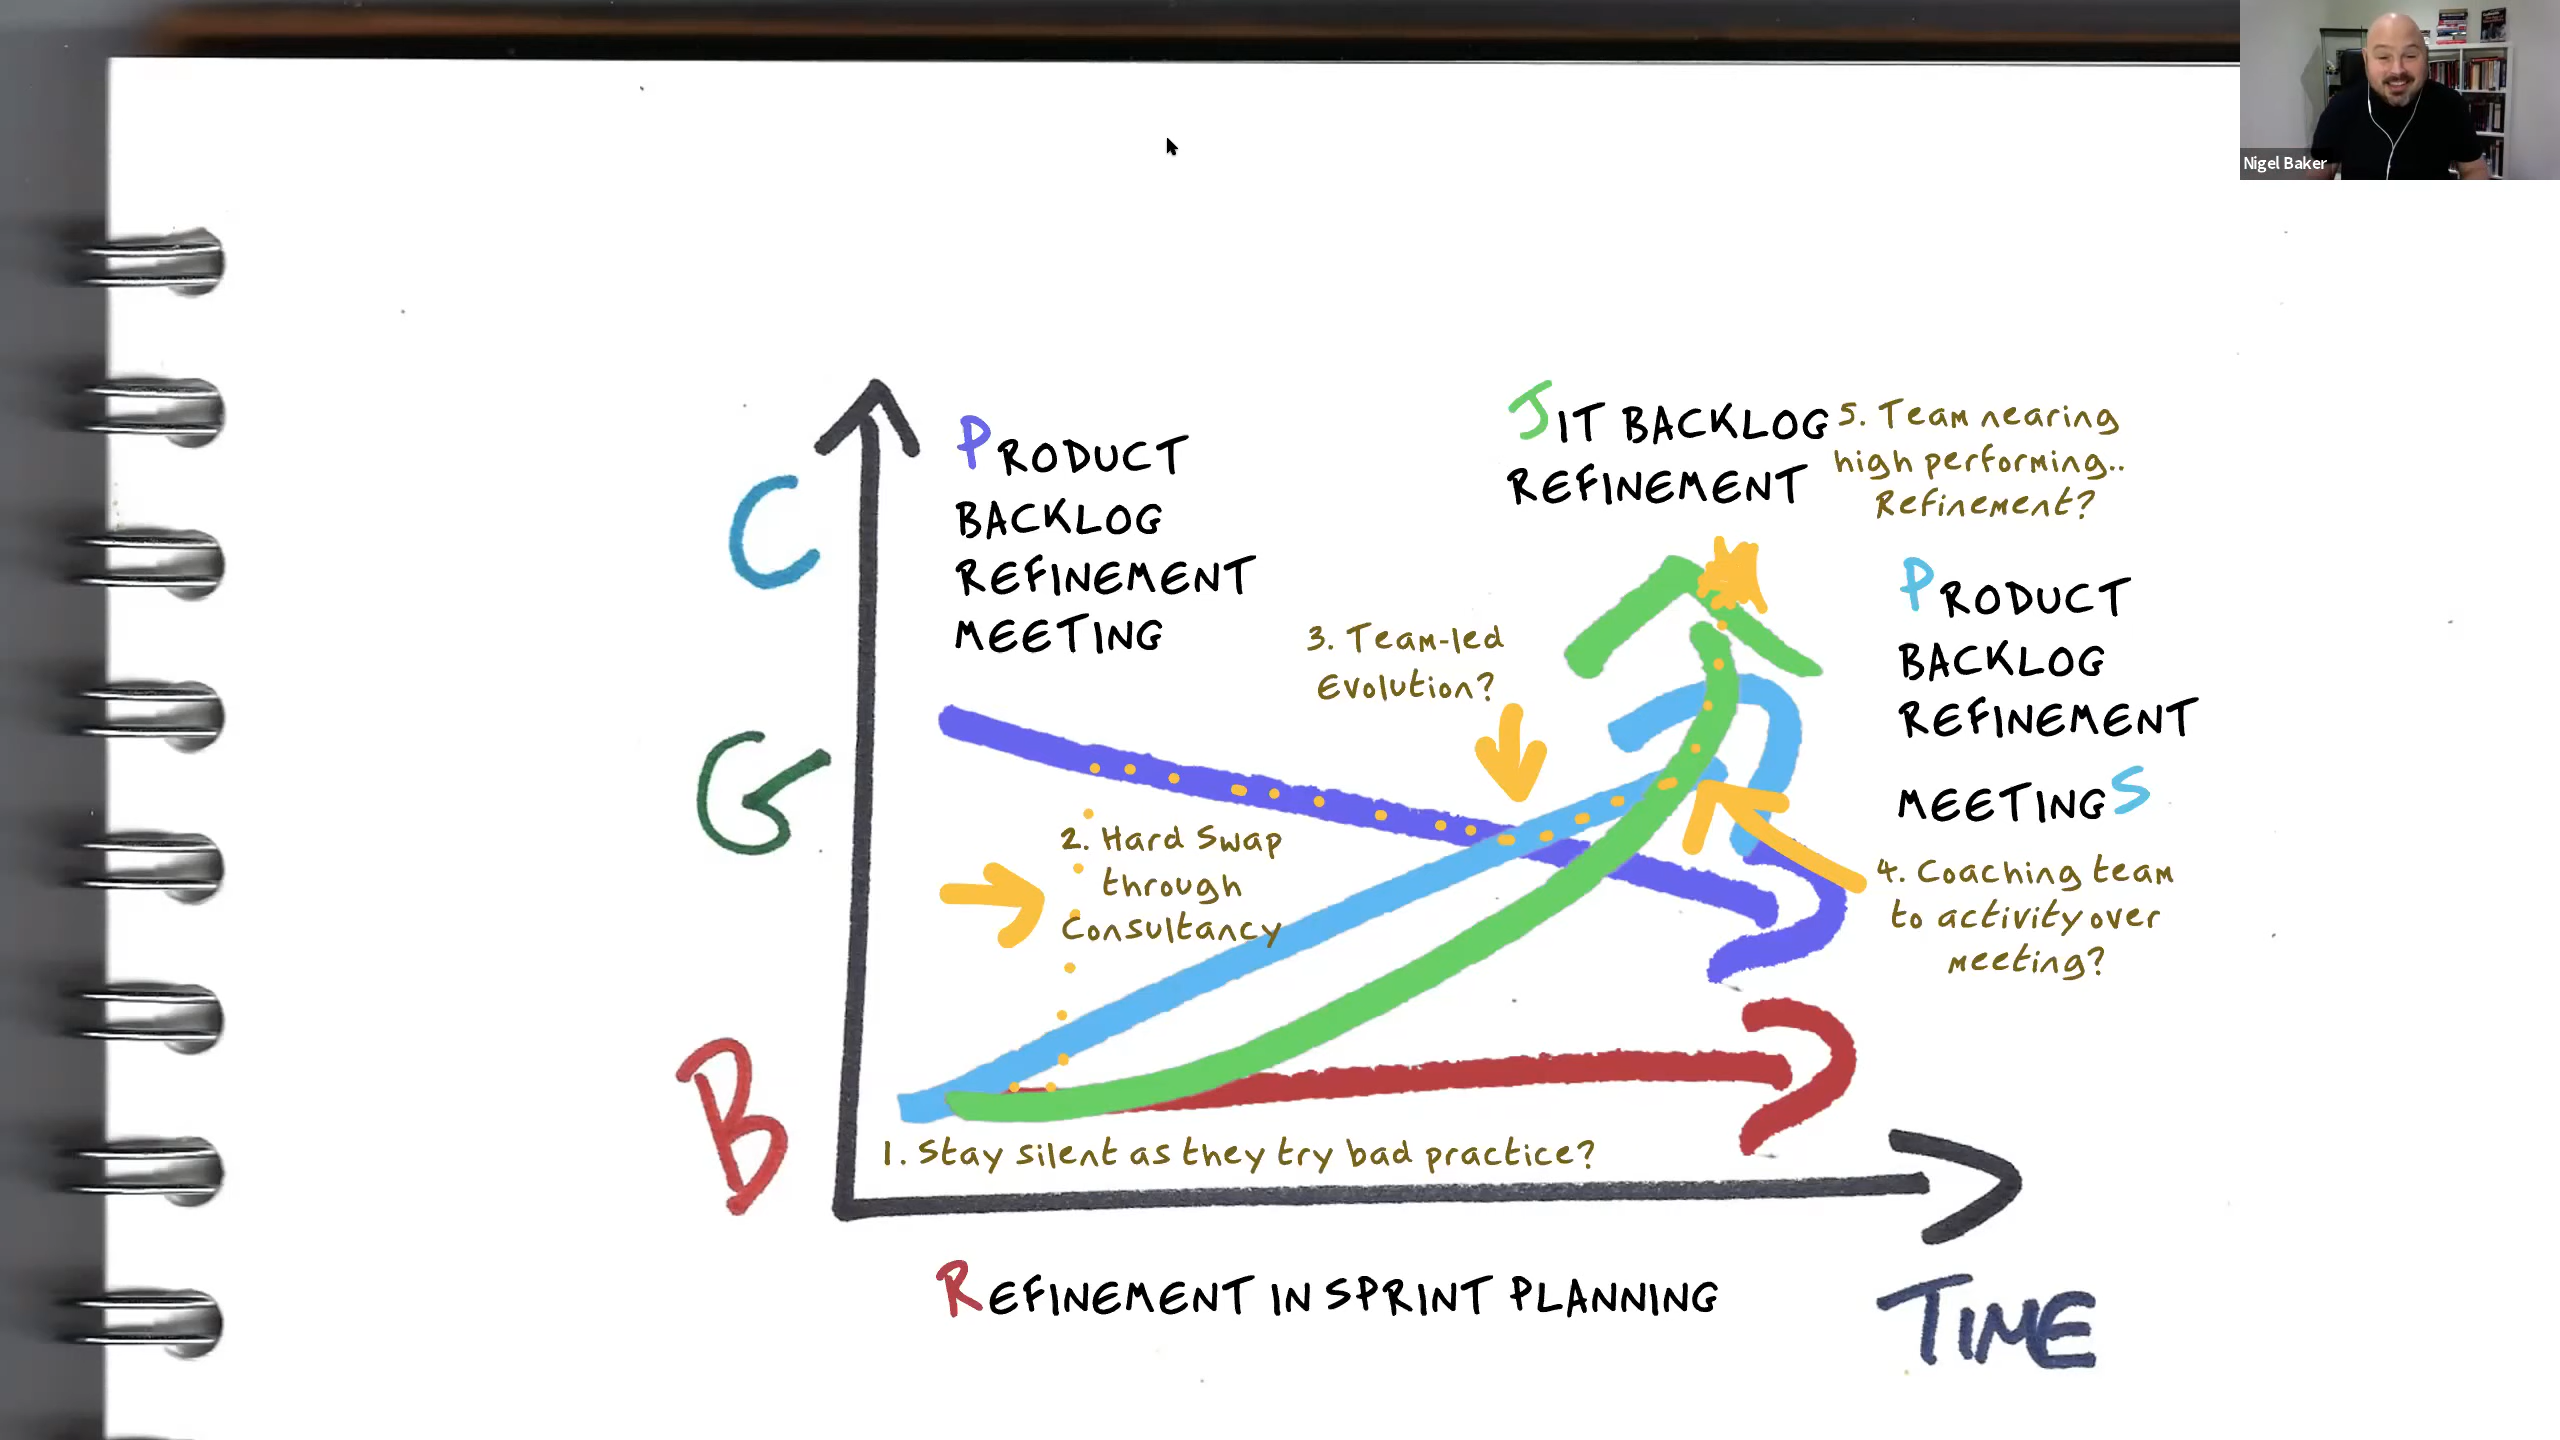 Nigel Baker
C
G
B
PRODUCT
BACKLOG
REFINEMENT
MEETING
JIT BACKLOG
REFINEMENT
5. Team nearing
high performing..
Refinement?
PRODUCT
BACKLOG
REFINEMENT
MEETINGS
3. Team-led
Evolution?
2. Hard Swap
through
Consultancy
4. Coaching team
to activity over
meeting?
1. Stay silent as they try bad practice?
REFINEMENT IN SPRINT PLANNING
TIME